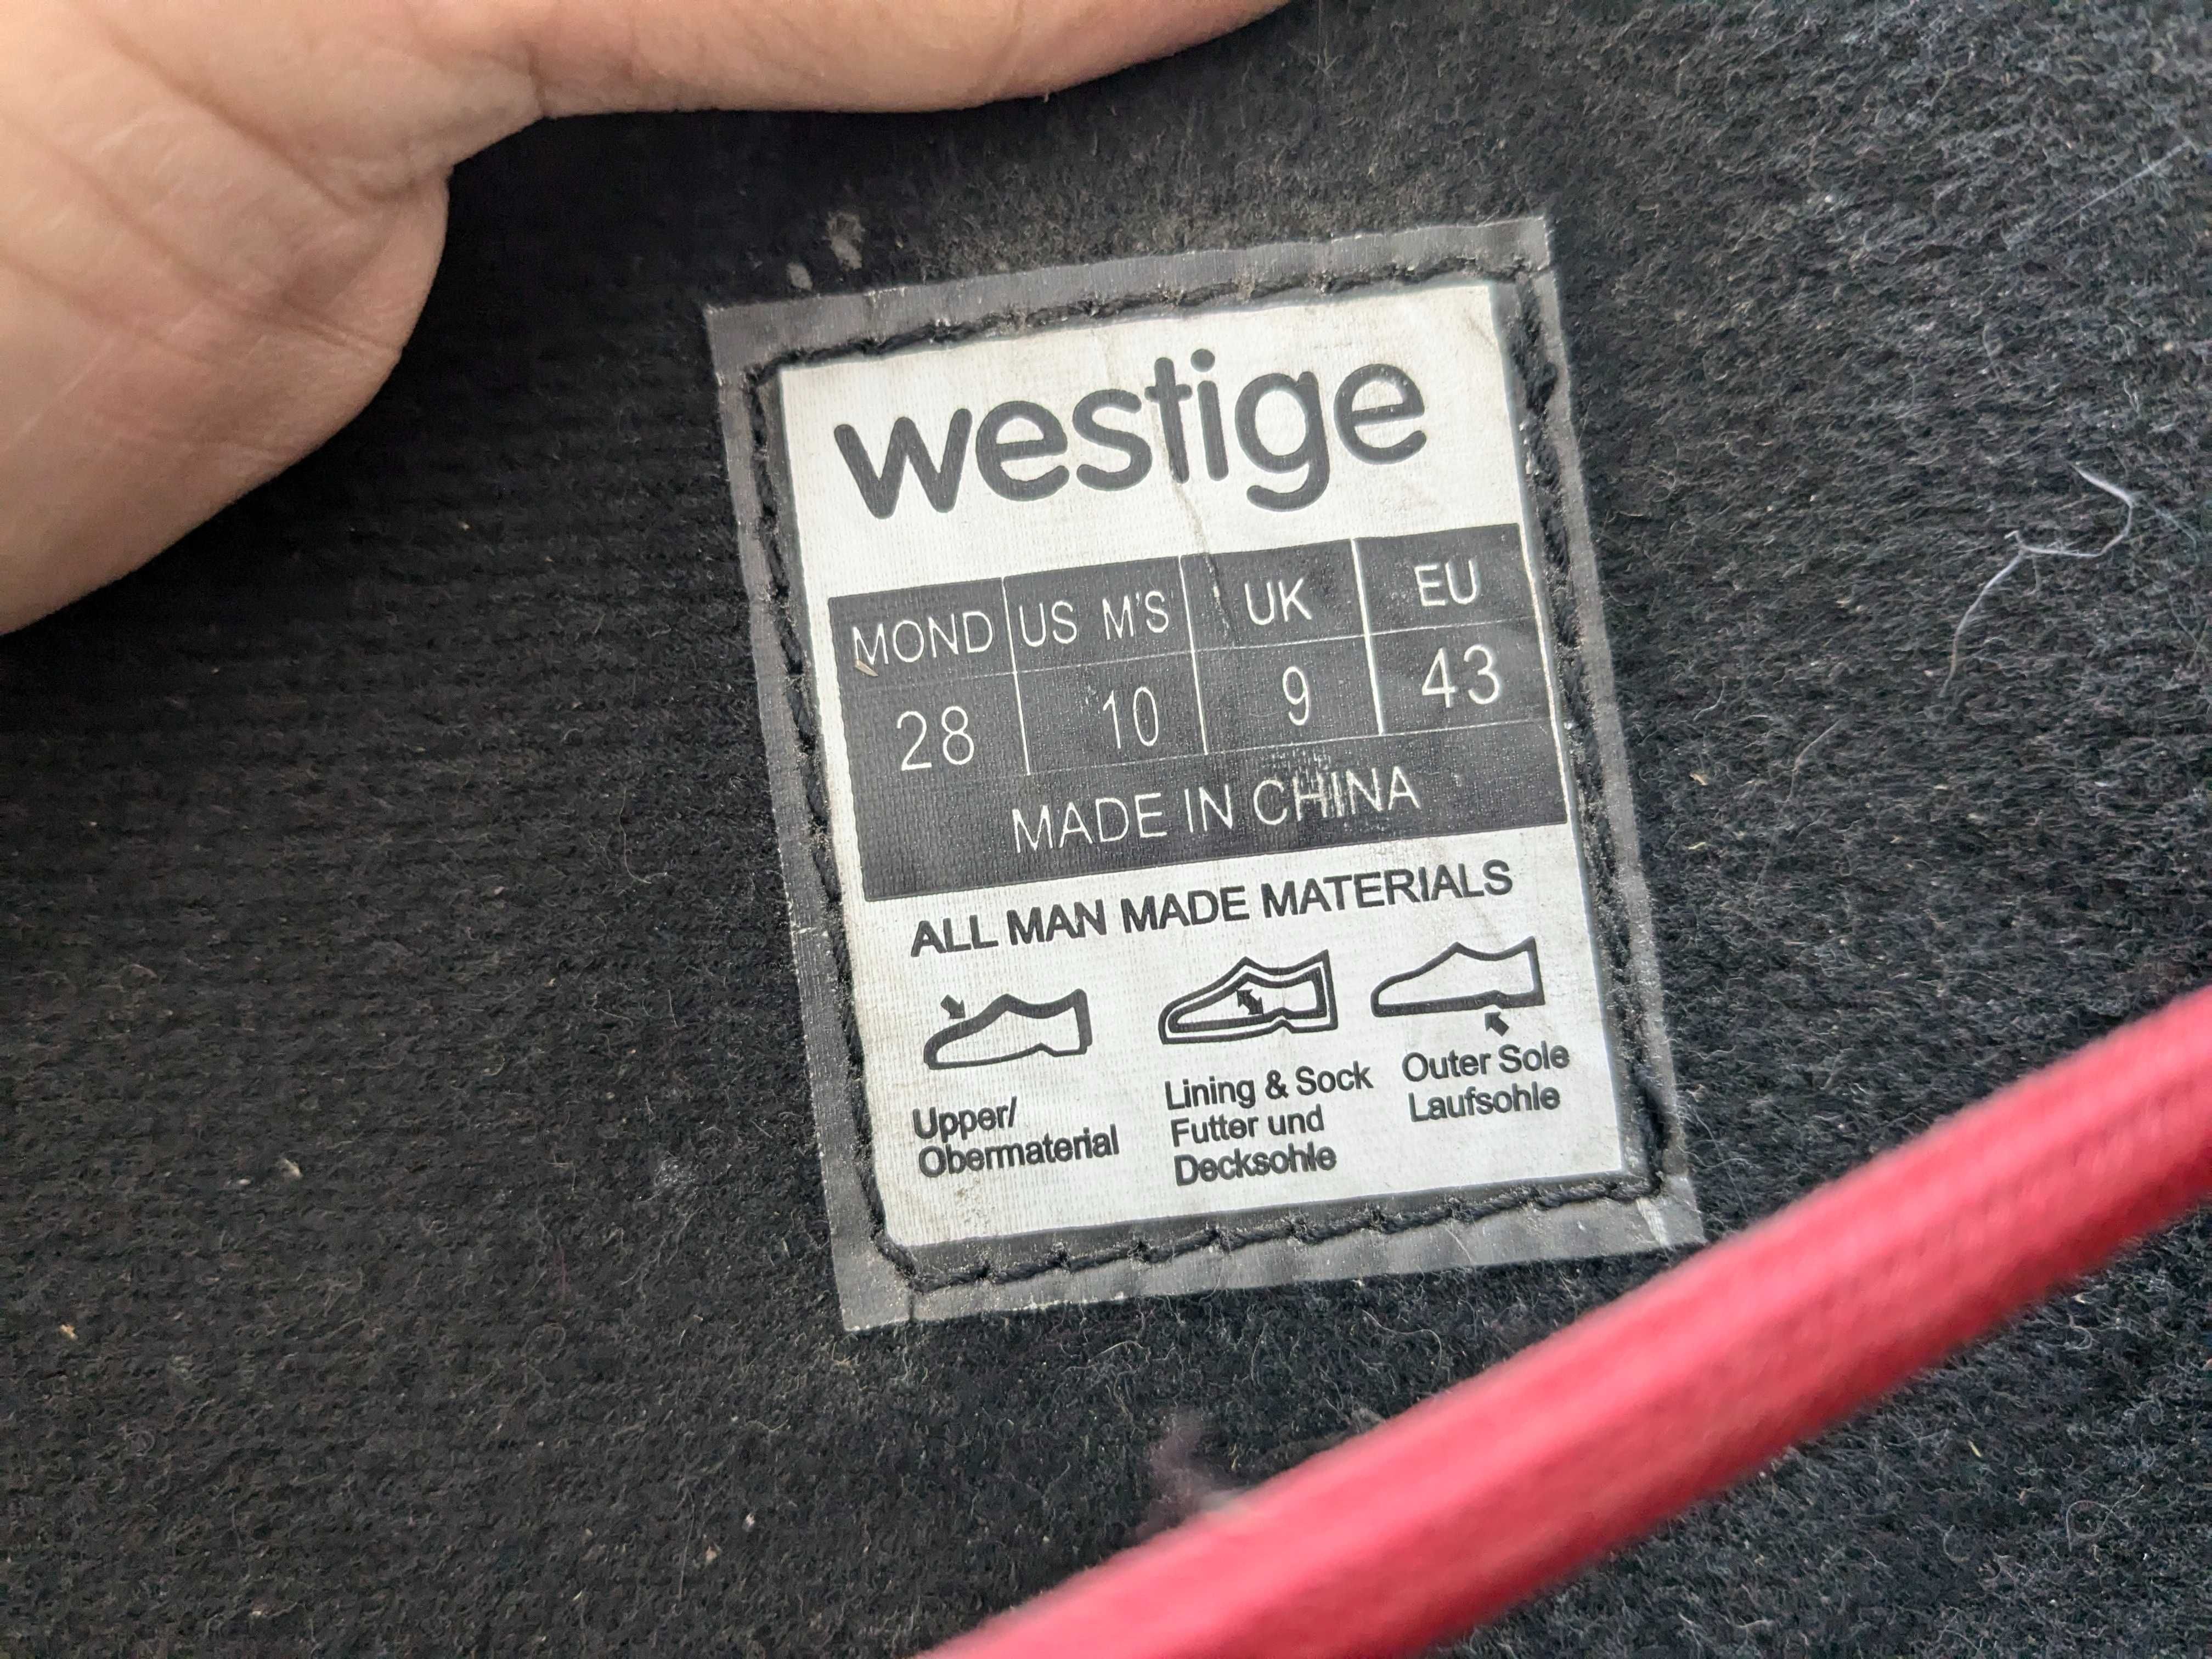 westige
MOND US M'S UK EU
28 10 9 43
MADE IN CHINA
ALL MAN MADE MATERIALS
Upper/
Obermaterial
Lining & Sock
Futter und
Decksohle
Outer Sole
Laufsohle